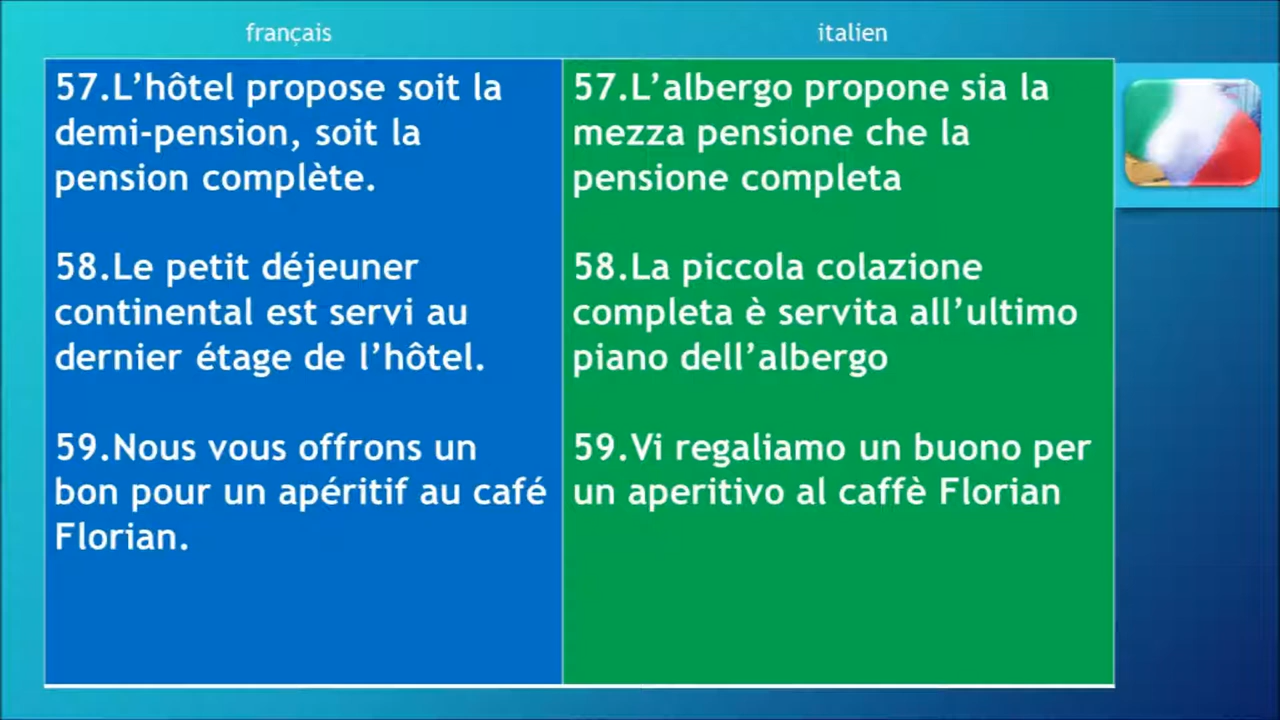 français
italien
57.L’hôtel propose soit la
demi-pension, soit la
pension complète.
58.Le petit déjeuner
continental est servi au
dernier étage de l’hôtel.
59.Nous vous offrons un
bon pour un apéritif au café
Florian.
57.L’albergo propone sia la
mezza pensione che la
pensione completa
58.La piccola colazione
completa è servita all’ultimo
piano dell’albergo
59.Vi regaliamo un buono per
un aperitivo al caffè Florian